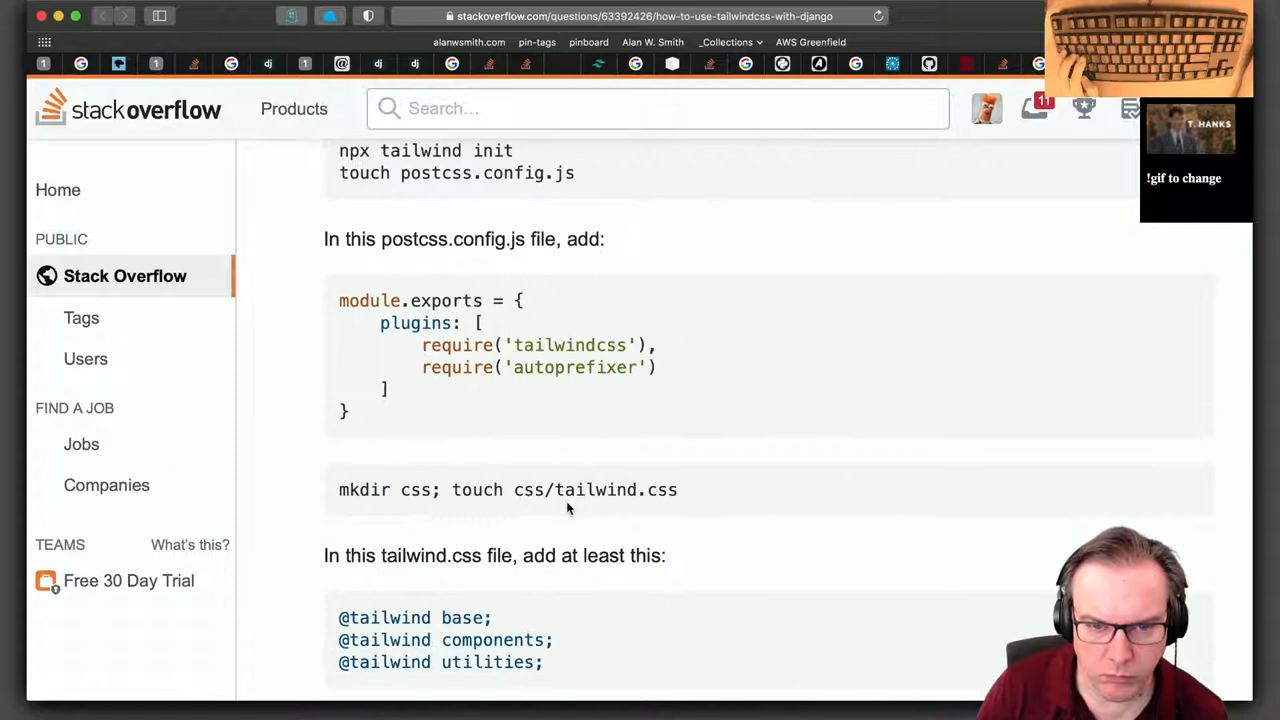 stackoverflow.com/questions/63392426/how-to-use-tailwindcss-with-django
alanwsmith.com pin-tags pinboard Alan W. Smith _Collections AWS Greenfield
stackoverflow Products Search... 11
T. HANKS
!gif to change
Home
PUBLIC
Stack Overflow
Tags
Users
FIND A JOB
Jobs
Companies
TEAMS What's this?
Free 30 Day Trial
npx tailwind init
touch postcss.config.js
In this postcss.config.js file, add:
module.exports = {
plugins: [
require('tailwindcss'),
require('autoprefixer')
]
}
mkdir css; touch css/tailwind.css
In this tailwind.css file, add at least this:
@tailwind base;
@tailwind components;
@tailwind utilities;